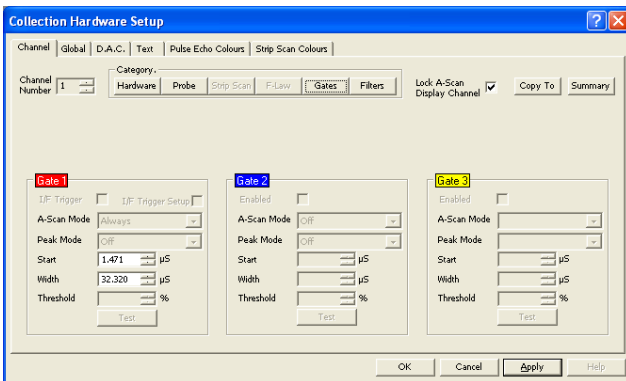 Collection Hardware Setup
Channel Global D.A.C. Text Pulse Echo Colours Strip Scan Colours
Channel Number 1
Category.
Hardware Probe Strip Scan F-Law Gates Filters
Lock A-Scan Display Channel
Copy To Summary
Gate 1
I/F Trigger I/F Trigger Setup
A-Scan Mode Always
Peak Mode Off
Start 1.471 µS
Width 32.320 µS
Threshold %
Test
Gate 2
Enabled
A-Scan Mode Off
Peak Mode Off
Start µS
Width µS
Threshold %
Test
Gate 3
Enabled
A-Scan Mode
Peak Mode
Start µS
Width µS
Threshold %
Test
OK Cancel Apply Help